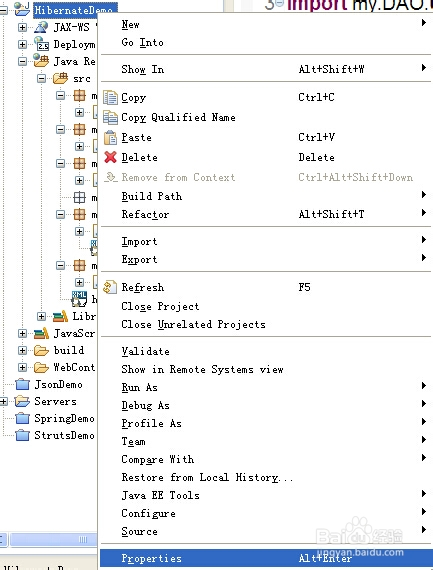 HibernateDemo
JAX-WS
Deploym
Java Re
src
m
m
m
m
m
m
h
Libr
JavaScr
build
WebCont
JsonDemo
Servers
SpringDemo
StrutsDemo
3 import my.DAO.
New
Go Into
Show In Alt+Shift+W
Copy Ctrl+C
Copy Qualified Name
Paste Ctrl+V
Delete Delete
Remove from Context Ctrl+Alt+Shift+Down
Build Path
Refactor Alt+Shift+T
Import
Export
Refresh F5
Close Project
Close Unrelated Projects
Validate
Show in Remote Systems view
Run As
Debug As
Profile As
Team
Compare With
Restore from Local History...
Java EE Tools
Configure
Source
Properties Alt+Enter
Baidu 经验
jingyan.baidu.com